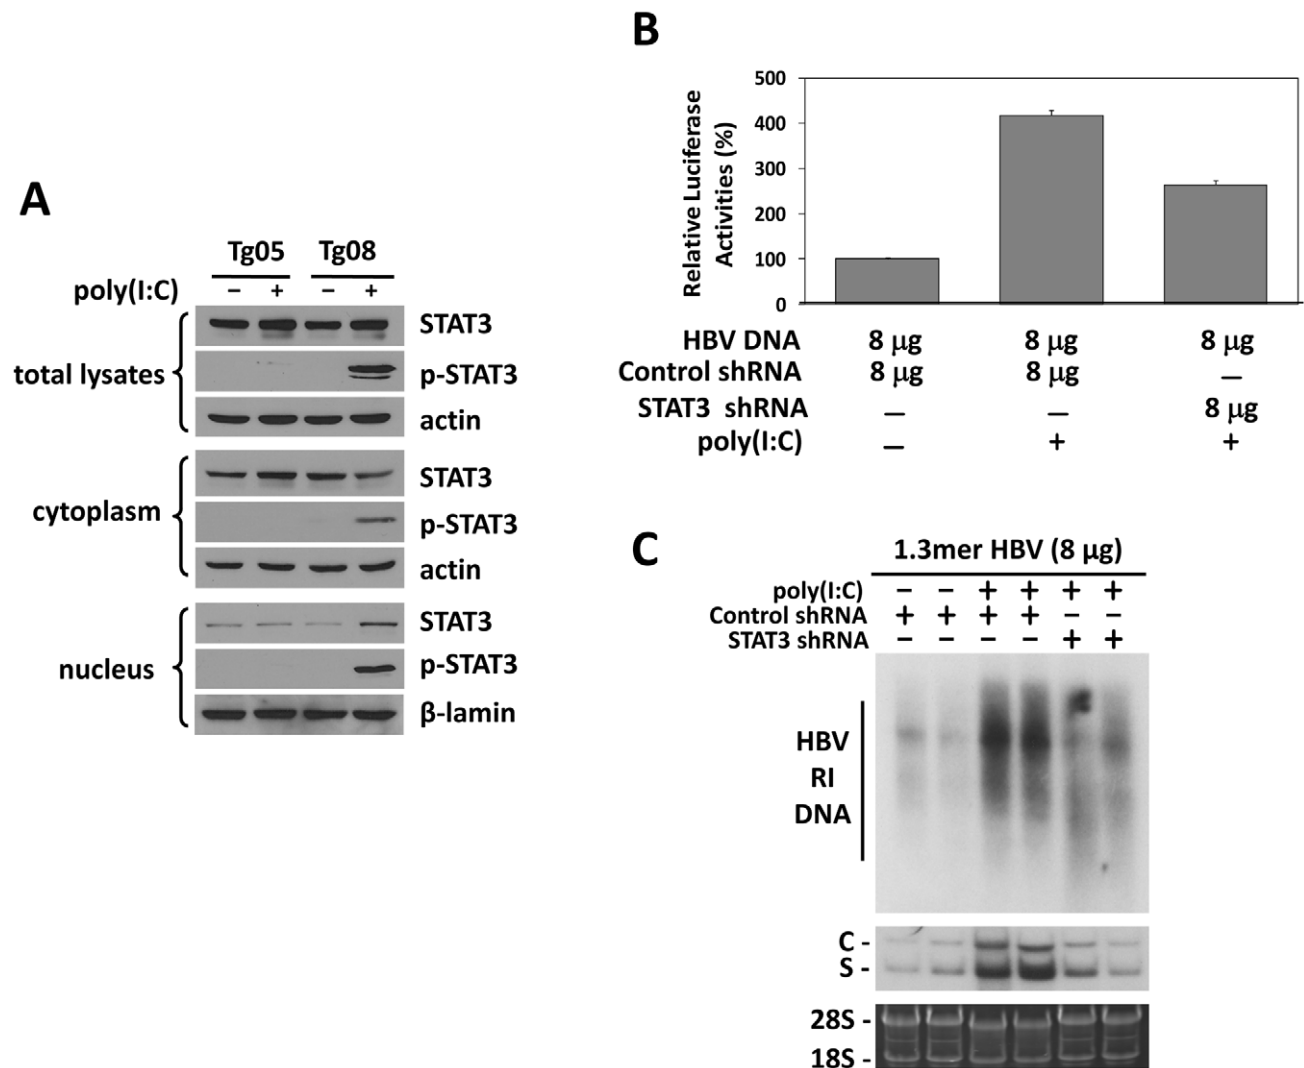 A
Tg05 Tg08
poly(I:C) – + – +
total lysates
STAT3
p-STAT3
actin
cytoplasm
STAT3
p-STAT3
actin
nucleus
STAT3
p-STAT3
β-lamin
B
Relative Luciferase
Activities (%)
500
400
300
200
100
0
HBV DNA 8 µg 8 µg 8 µg
Control shRNA 8 µg 8 µg —
STAT3 shRNA — — 8 µg
poly(I:C) — + +
C
1.3mer HBV (8 µg)
poly(I:C) – – + + + +
Control shRNA + + + + – –
STAT3 shRNA – – – – + +
HBV
RI
DNA
C -
S -
28S -
18S -